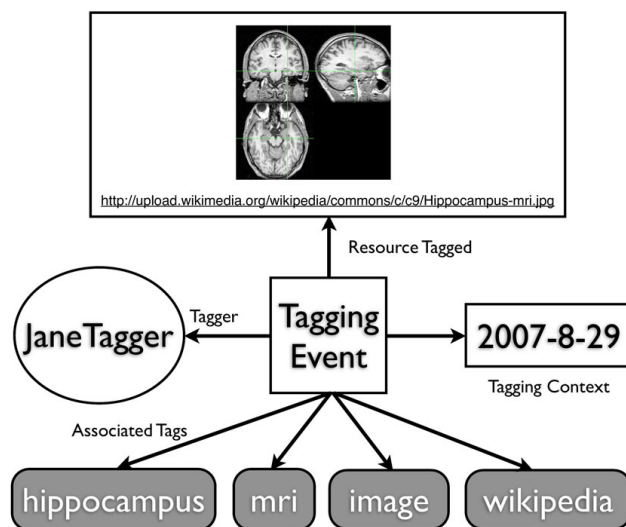 http://upload.wikimedia.org/wikipedia/commons/c/c9/Hippocampus-mri.jpg
Resource Tagged
JaneTagger
Tagger
Tagging
Event
2007-8-29
Tagging Context
Associated Tags
hippocampus
mri
image
wikipedia